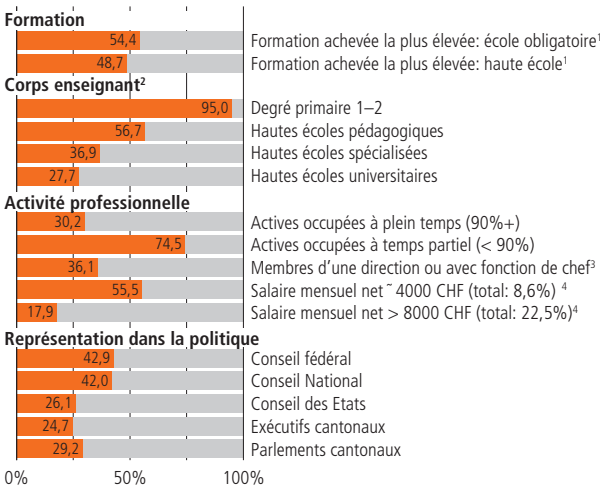 Formation
54,4 Formation achevée la plus élevée: école obligatoire¹
48,7 Formation achevée la plus élevée: haute école¹
Corps enseignant²
95,0 Degré primaire 1–2
56,7 Hautes écoles pédagogiques
36,9 Hautes écoles spécialisées
27,7 Hautes écoles universitaires
Activité professionnelle
30,2 Actives occupées à plein temps (90%+)
74,5 Actives occupées à temps partiel (< 90%)
36,1 Membres d'une direction ou avec fonction de chef³
55,5 Salaire mensuel net ˜ 4000 CHF (total: 8,6%) ⁴
17,9 Salaire mensuel net > 8000 CHF (total: 22,5%)⁴
Représentation dans la politique
42,9 Conseil fédéral
42,0 Conseil National
26,1 Conseil des Etats
24,7 Exécutifs cantonaux
29,2 Parlements cantonaux
0% 50% 100%